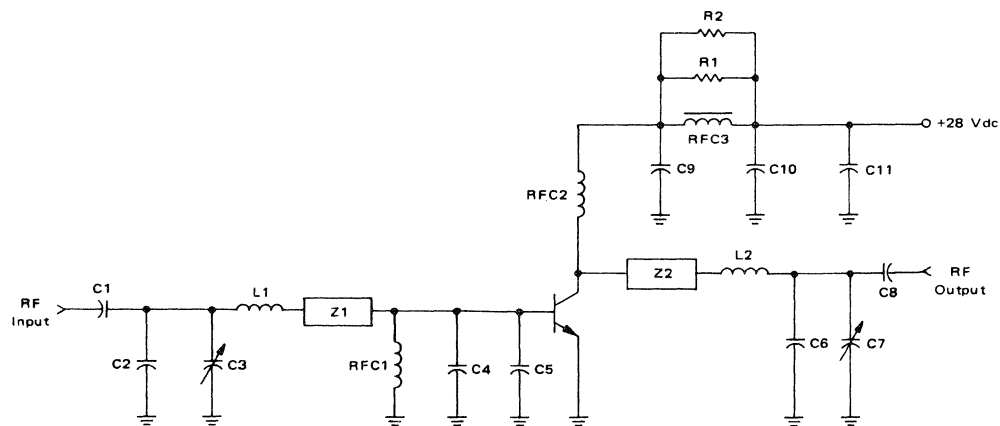 R2
R1
+28 Vdc
RFC3
C9
C10
C11
RFC2
L2
Z2
RF
Output
C8
C1
L1
RF
Input
Z1
C2
C3
RFC1
C4
C5
C6
C7